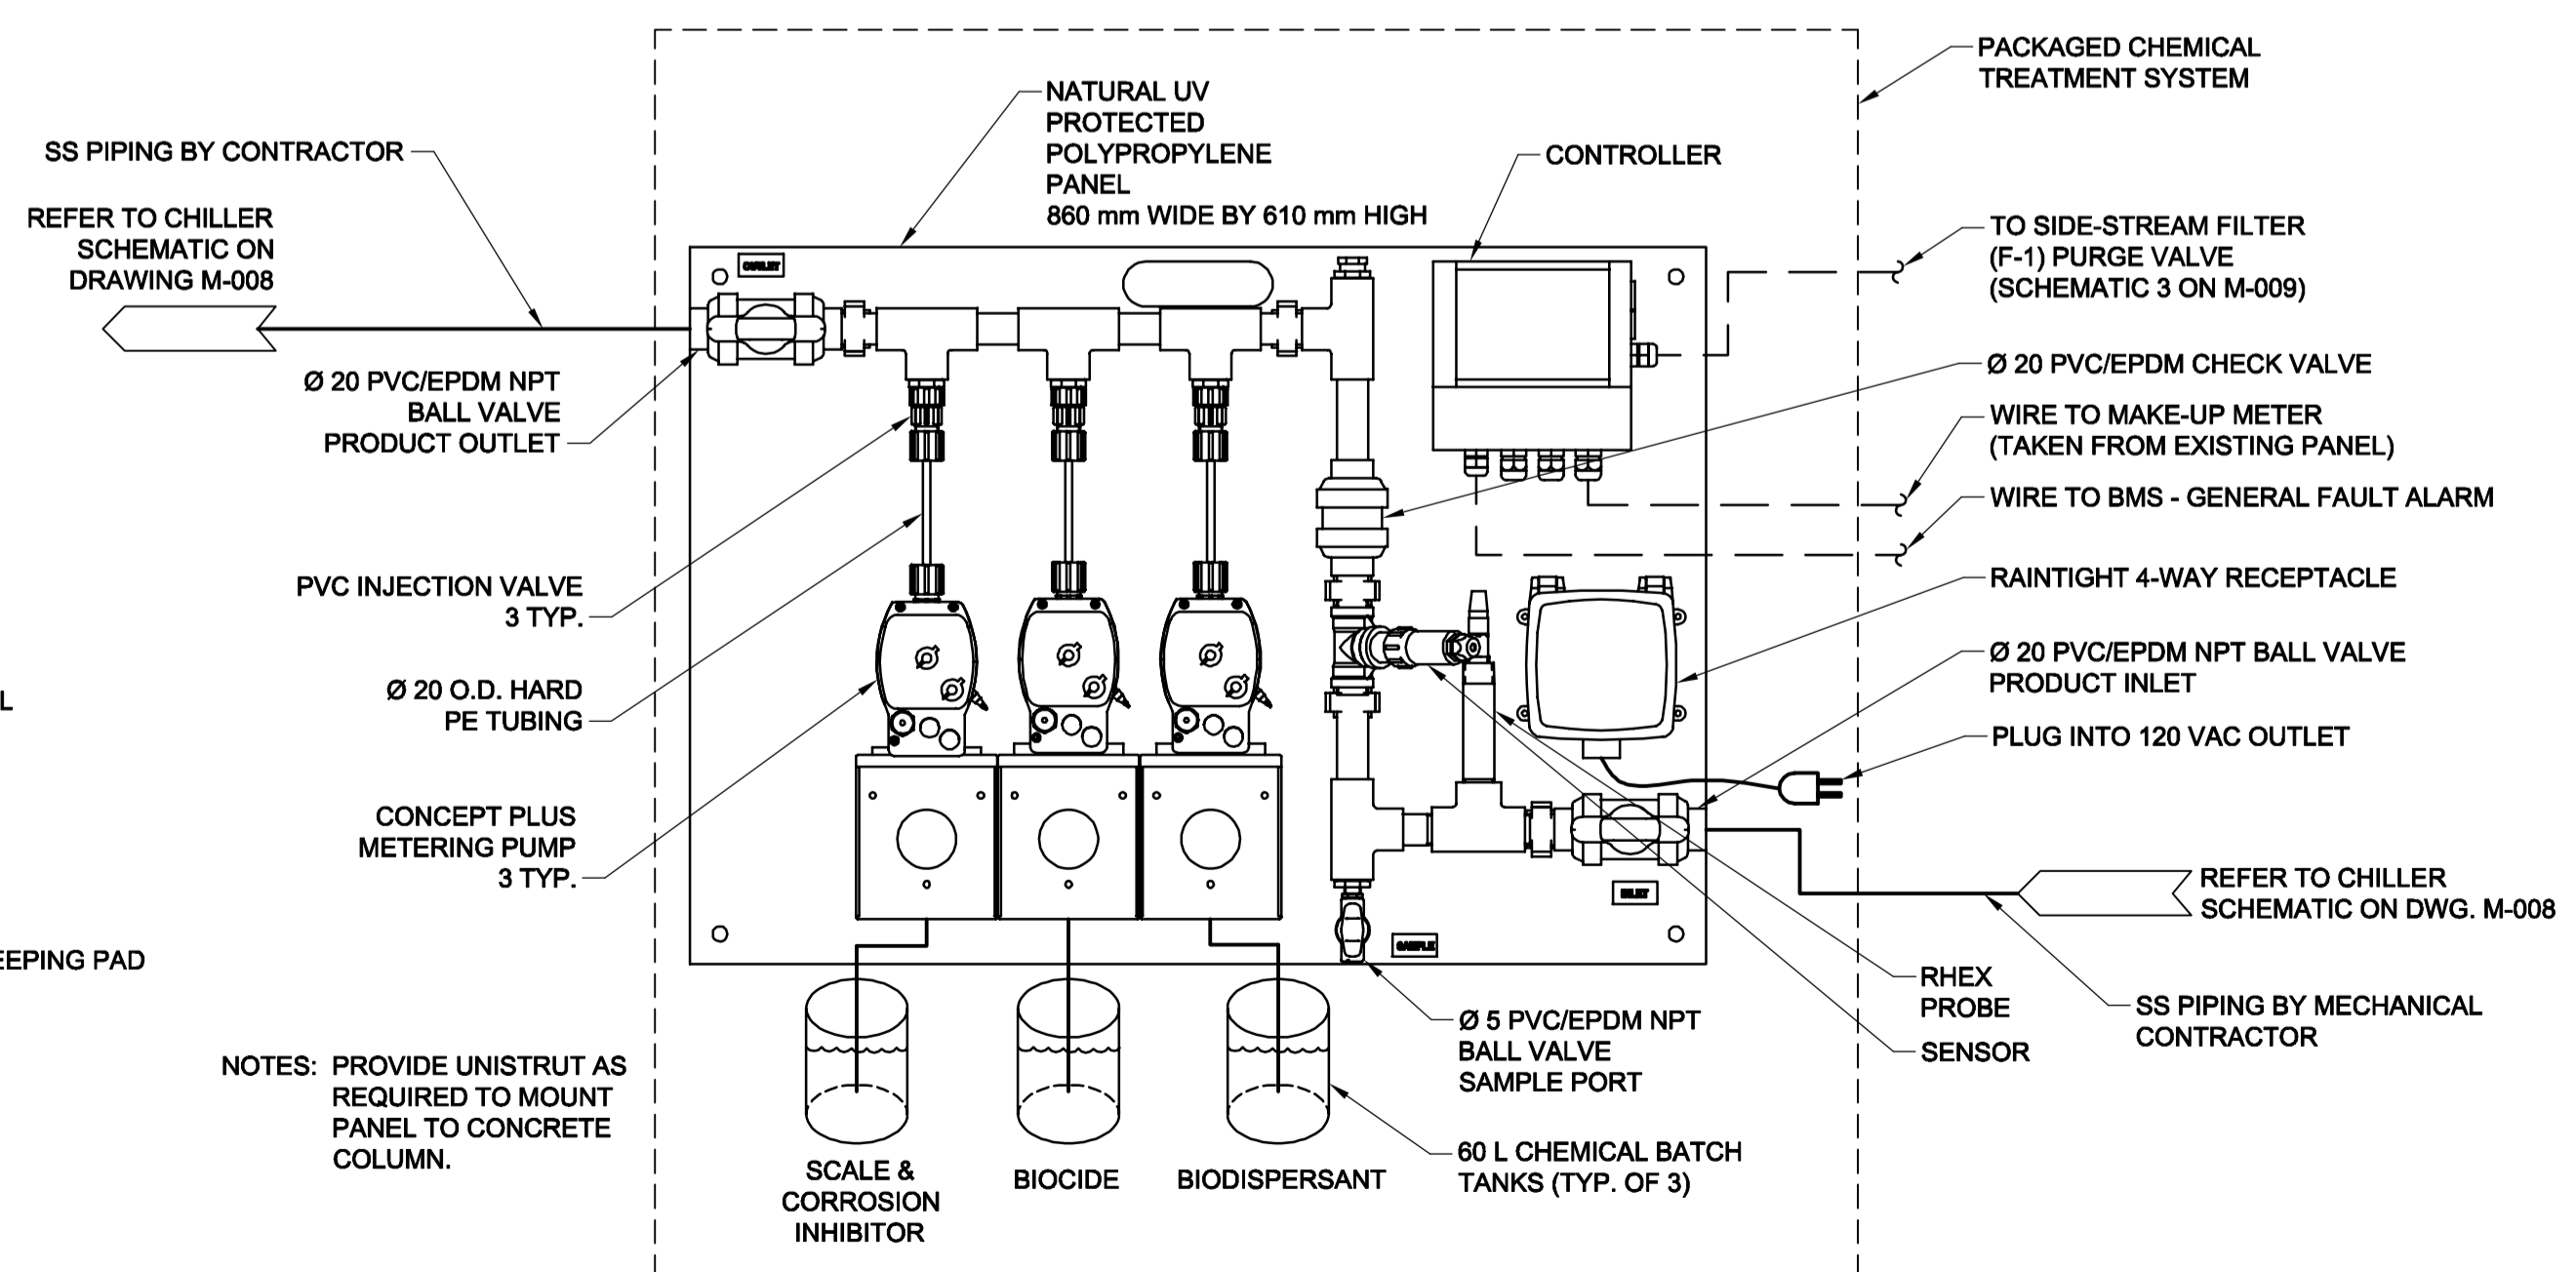 PACKAGED CHEMICAL
TREATMENT SYSTEM
NATURAL UV
PROTECTED
POLYPROPYLENE
PANEL
860 mm WIDE BY 610 mm HIGH
SS PIPING BY CONTRACTOR
CONTROLLER
REFER TO CHILLER
SCHEMATIC ON
DRAWING M-008
TO SIDE-STREAM FILTER
(F-1) PURGE VALVE
(SCHEMATIC 3 ON M-009)
OUTLET
Ø 20 PVC/EPDM NPT
BALL VALVE
PRODUCT OUTLET
Ø 20 PVC/EPDM CHECK VALVE
WIRE TO MAKE-UP METER
(TAKEN FROM EXISTING PANEL)
WIRE TO BMS - GENERAL FAULT ALARM
PVC INJECTION VALVE
3 TYP.
RAINTIGHT 4-WAY RECEPTACLE
Ø 20 O.D. HARD
PE TUBING
Ø 20 PVC/EPDM NPT BALL VALVE
PRODUCT INLET
L
PLUG INTO 120 VAC OUTLET
CONCEPT PLUS
METERING PUMP
3 TYP.
INLET
REFER TO CHILLER
SCHEMATIC ON DWG. M-008
SAMPLE
EEPING PAD
RHEX
PROBE
SS PIPING BY MECHANICAL
CONTRACTOR
SENSOR
Ø 5 PVC/EPDM NPT
BALL VALVE
SAMPLE PORT
NOTES: PROVIDE UNISTRUT AS
REQUIRED TO MOUNT
PANEL TO CONCRETE
COLUMN.
60 L CHEMICAL BATCH
TANKS (TYP. OF 3)
SCALE &
CORROSION
INHIBITOR
BIOCIDE
BIODISPERSANT